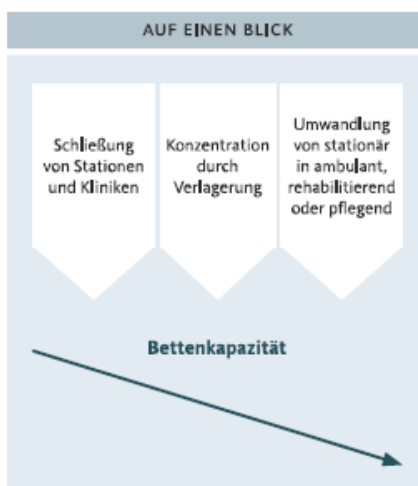 AUF EINEN BLICK
Schließung
von Stationen
und Kliniken
Konzentration
durch
Verlagerung
Umwandlung
von stationär
in ambulant,
rehabilitierend
oder pflegend
Bettenkapazität